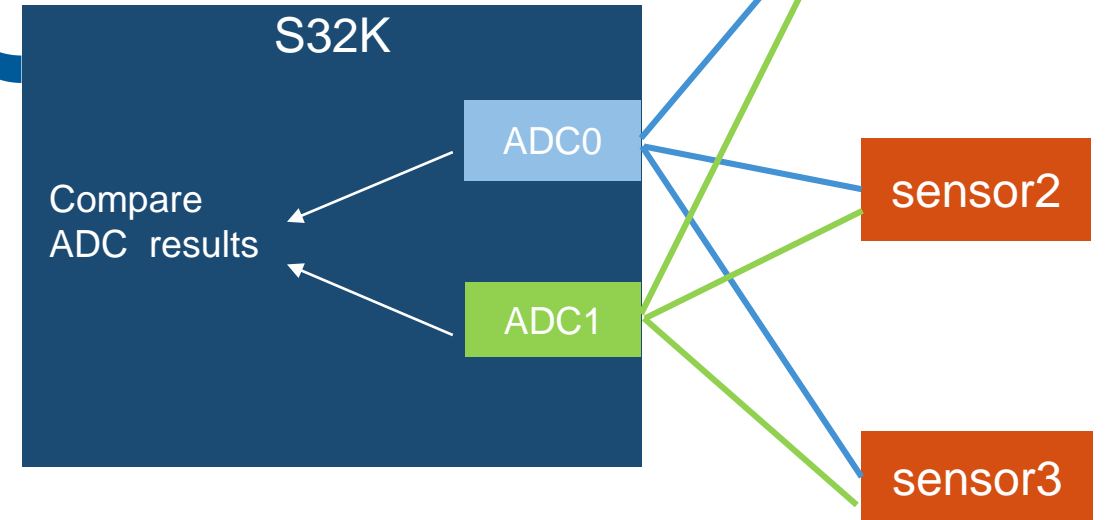 S32K
ADC0
Compare
ADC results
sensor2
ADC1
sensor3